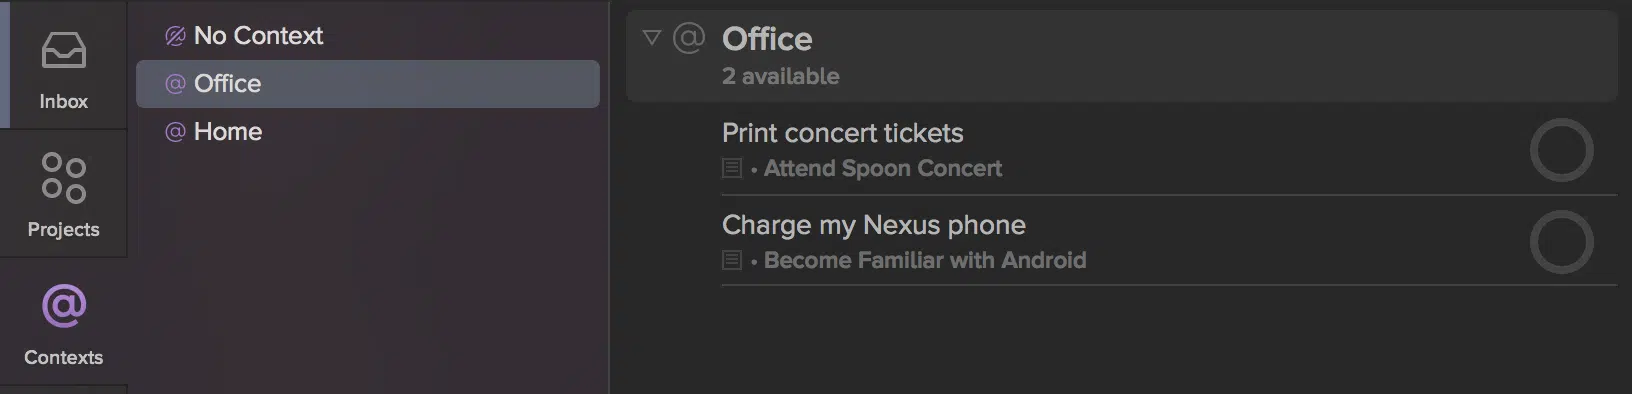 Inbox
Projects
@
Contexts
No Context
@ Office
@ Home
@ Office
2 available
Print concert tickets
• Attend Spoon Concert
Charge my Nexus phone
• Become Familiar with Android